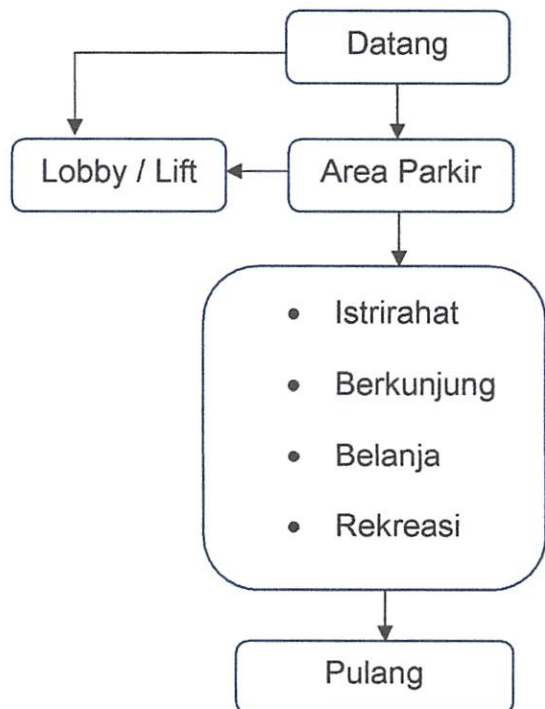 Datang
Lobby / Lift
Area Parkir
• Istrirahat
• Berkunjung
• Belanja
• Rekreasi
Pulang